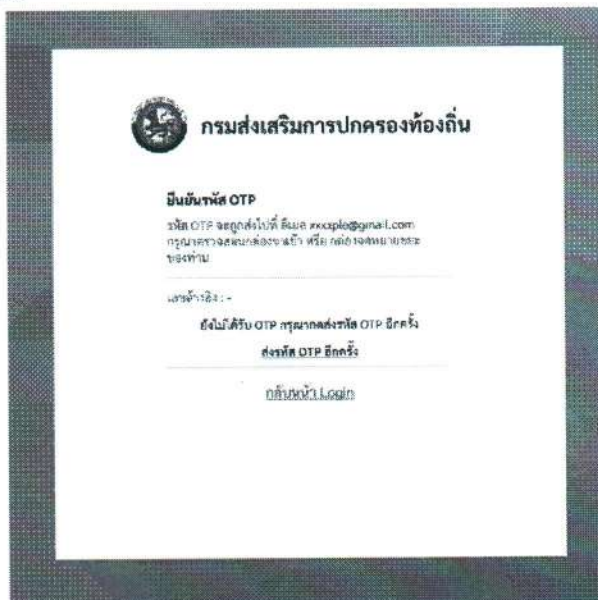 กรมส่งเสริมการปกครองท้องถิ่น
ยืนยันรหัส OTP
รหัส OTP จะถูกส่งไปที่ อีเมล xxxxple@gmail.com
กรุณาตรวจสอบกล่องขาเข้า หรือ กล่องจดหมายขยะ
ของท่าน
เลขอ้างอิง : -
ยังไม่ได้รับ OTP กรุณากดส่งรหัส OTP อีกครั้ง
ส่งรหัส OTP อีกครั้ง
กลับหน้า Login